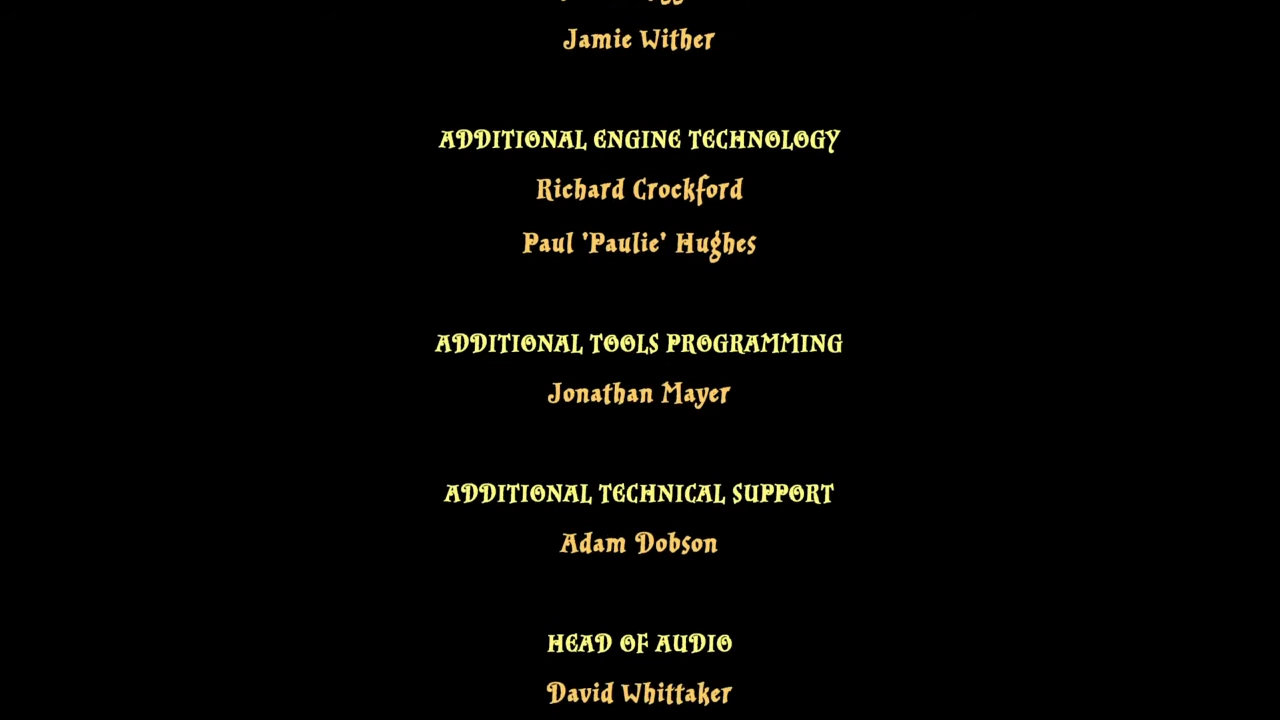 Jamie Wither
ADDITIONAL ENGINE TECHNOLOGY
Richard Crockford
Paul 'Paulie' Hughes
ADDITIONAL TOOLS PROGRAMMING
Jonathan Mayer
ADDITIONAL TECHNICAL SUPPORT
Adam Dobson
HEAD OF AUDIO
David Whittaker